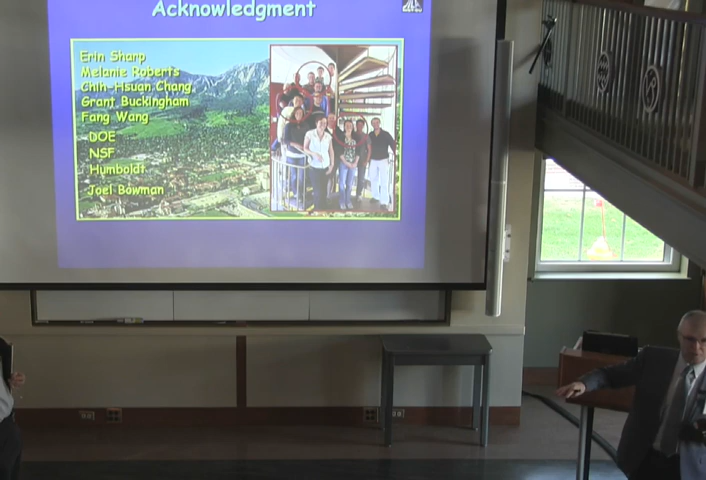 Acknowledgment
Erin Sharp
Melanie Roberts
Chih-Hsuan Chang
Grant Buckingham
Fang Wang
DOE
NSF
Humboldt
Joel Bowman